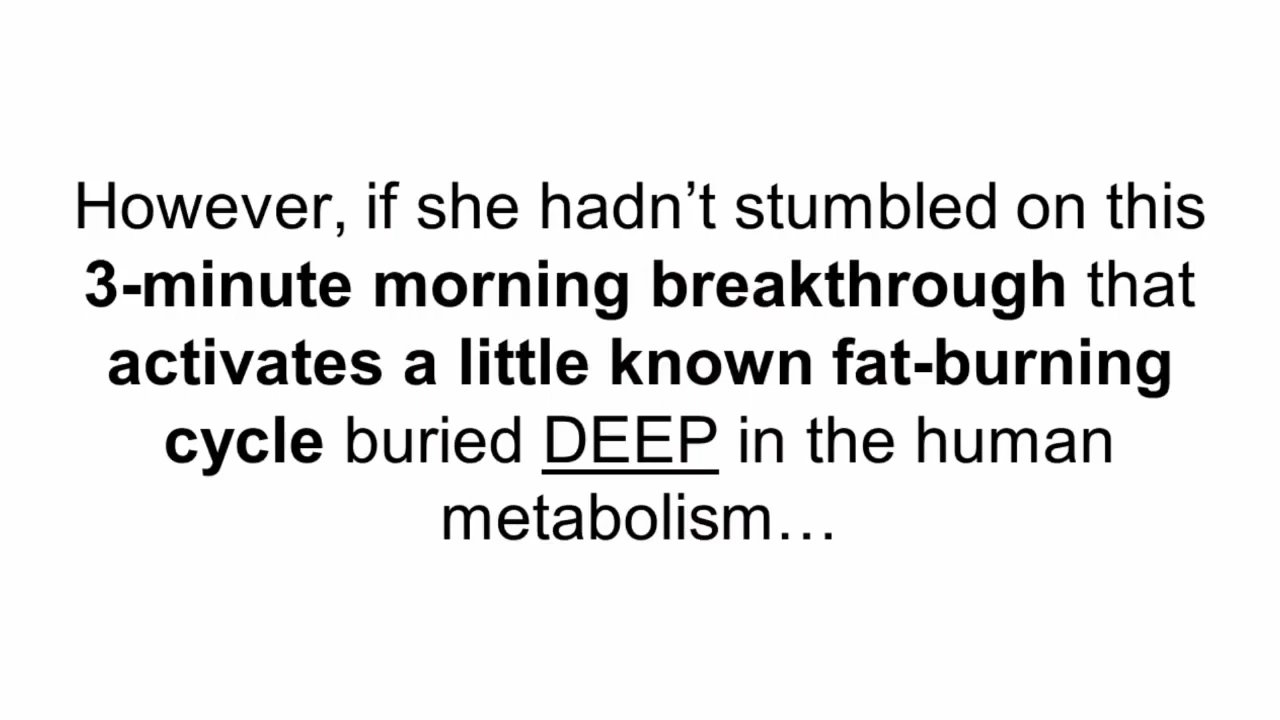 However, if she hadn’t stumbled on this
3-minute morning breakthrough that
activates a little known fat-burning
cycle buried DEEP in the human
metabolism…